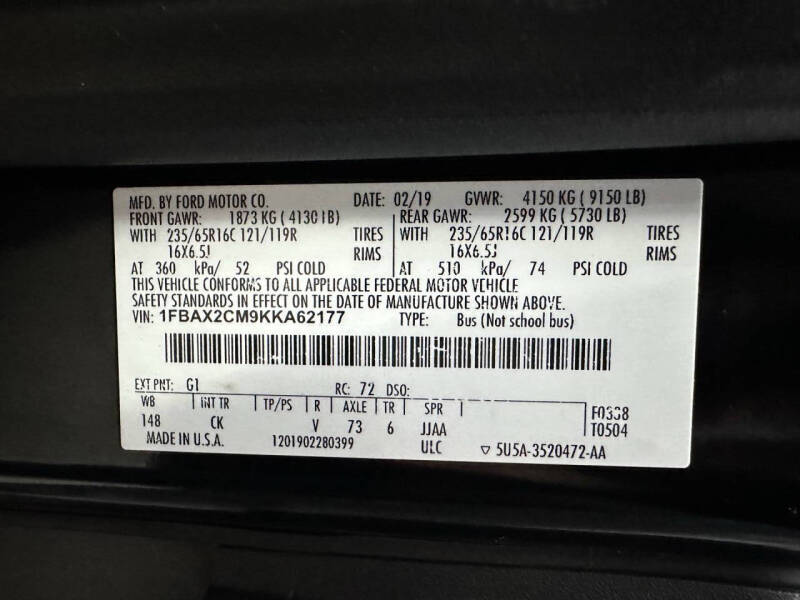 MFD. BY FORD MOTOR CO. DATE: 02/19 GVWR: 4150 KG (9150 LB)
FRONT GAWR: 1873 KG (4130 LB) REAR GAWR: 2599 KG (5730 LB)
WITH 235/65R16C 121/119R TIRES WITH 235/65R16C 121/119R TIRES
16X6.5J RIMS 16X6.5J RIMS
AT 360 kPa/ 52 PSI COLD AT 510 kPa/ 74 PSI COLD
THIS VEHICLE CONFORMS TO ALL APPLICABLE FEDERAL MOTOR VEHICLE
SAFETY STANDARDS IN EFFECT ON THE DATE OF MANUFACTURE SHOWN ABOVE.
VIN: 1FBAX2CM9KKA62177 TYPE: Bus (Not school bus)
EXT PNT: G1 RC: 72 DSO:
WB INT TR TP/PS R AXLE TR SPR F0338
148 CK V 73 6 JJAA T0504
MADE IN U.S.A. 1201902280399 ULC ▽ 5U5A-3520472-AA